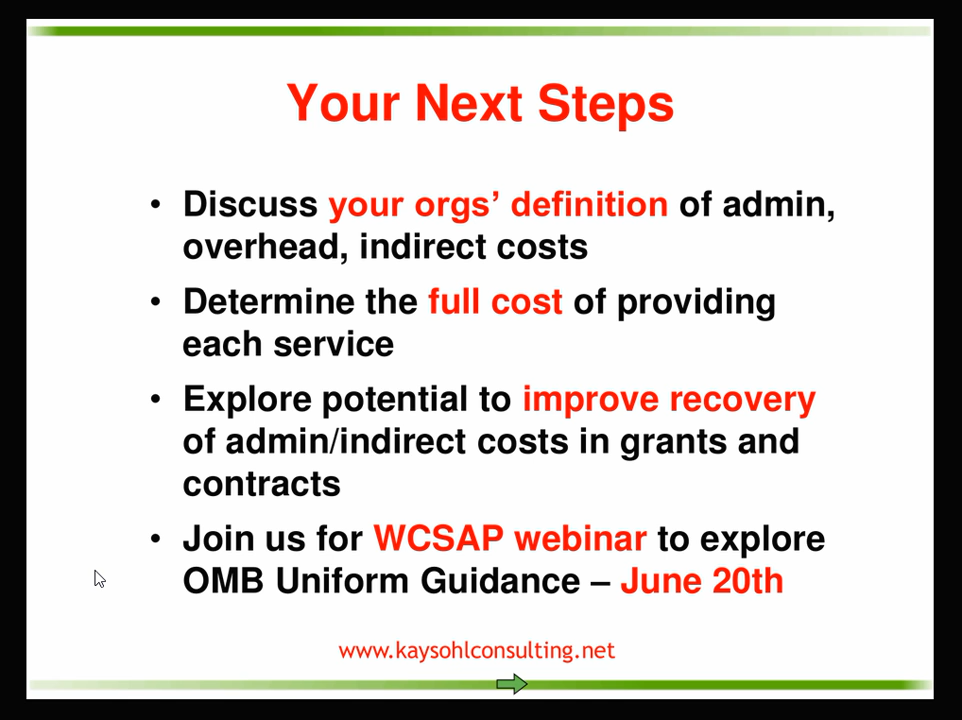 Your Next Steps
• Discuss your orgs’ definition of admin,
overhead, indirect costs
• Determine the full cost of providing
each service
• Explore potential to improve recovery
of admin/indirect costs in grants and
contracts
• Join us for WCSAP webinar to explore
OMB Uniform Guidance – June 20th
www.kaysohlconsulting.net